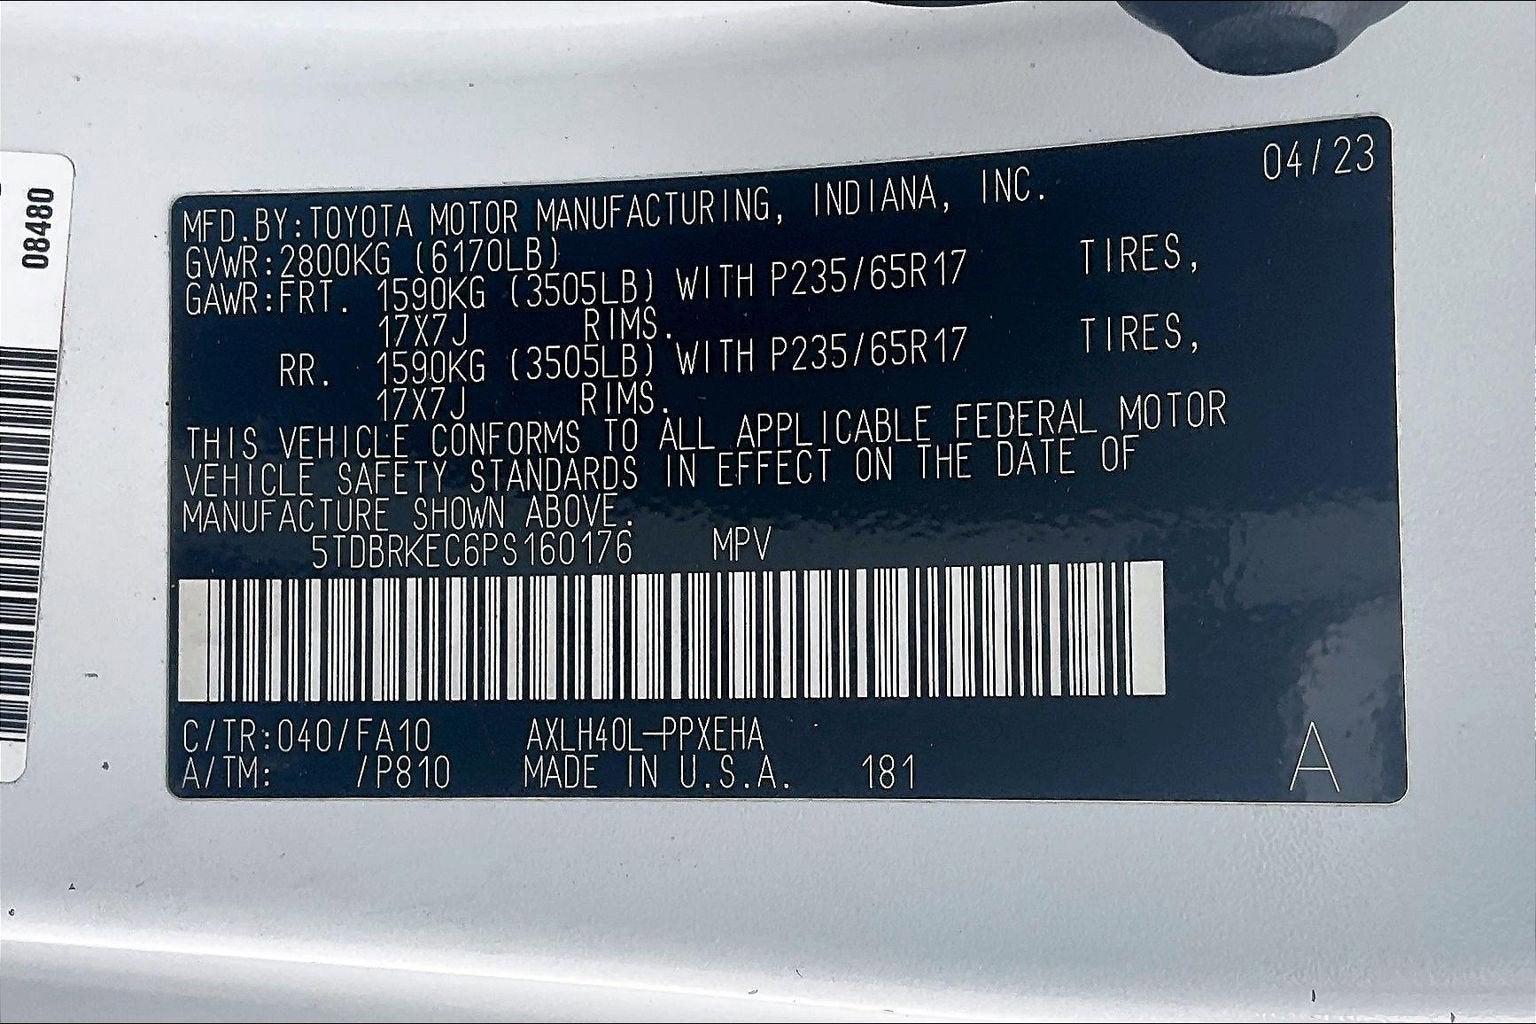 04/23
MFD.BY:TOYOTA MOTOR MANUFACTURING, INDIANA, INC.
GVWR:2800KG (6170LB)
GAWR:FRT. 1590KG (3505LB) WITH P235/65R17 TIRES,
17X7J RIMS.
RR. 1590KG (3505LB) WITH P235/65R17 TIRES,
17X7J RIMS.
THIS VEHICLE CONFORMS TO ALL APPLICABLE FEDERAL MOTOR
VEHICLE SAFETY STANDARDS IN EFFECT ON THE DATE OF
MANUFACTURE SHOWN ABOVE.
5TDBRKEC6PS160176 MPV
C/TR:040/FA10 AXLH40L-PPXEHA
A/TM: /P810 MADE IN U.S.A. 181
A
08480